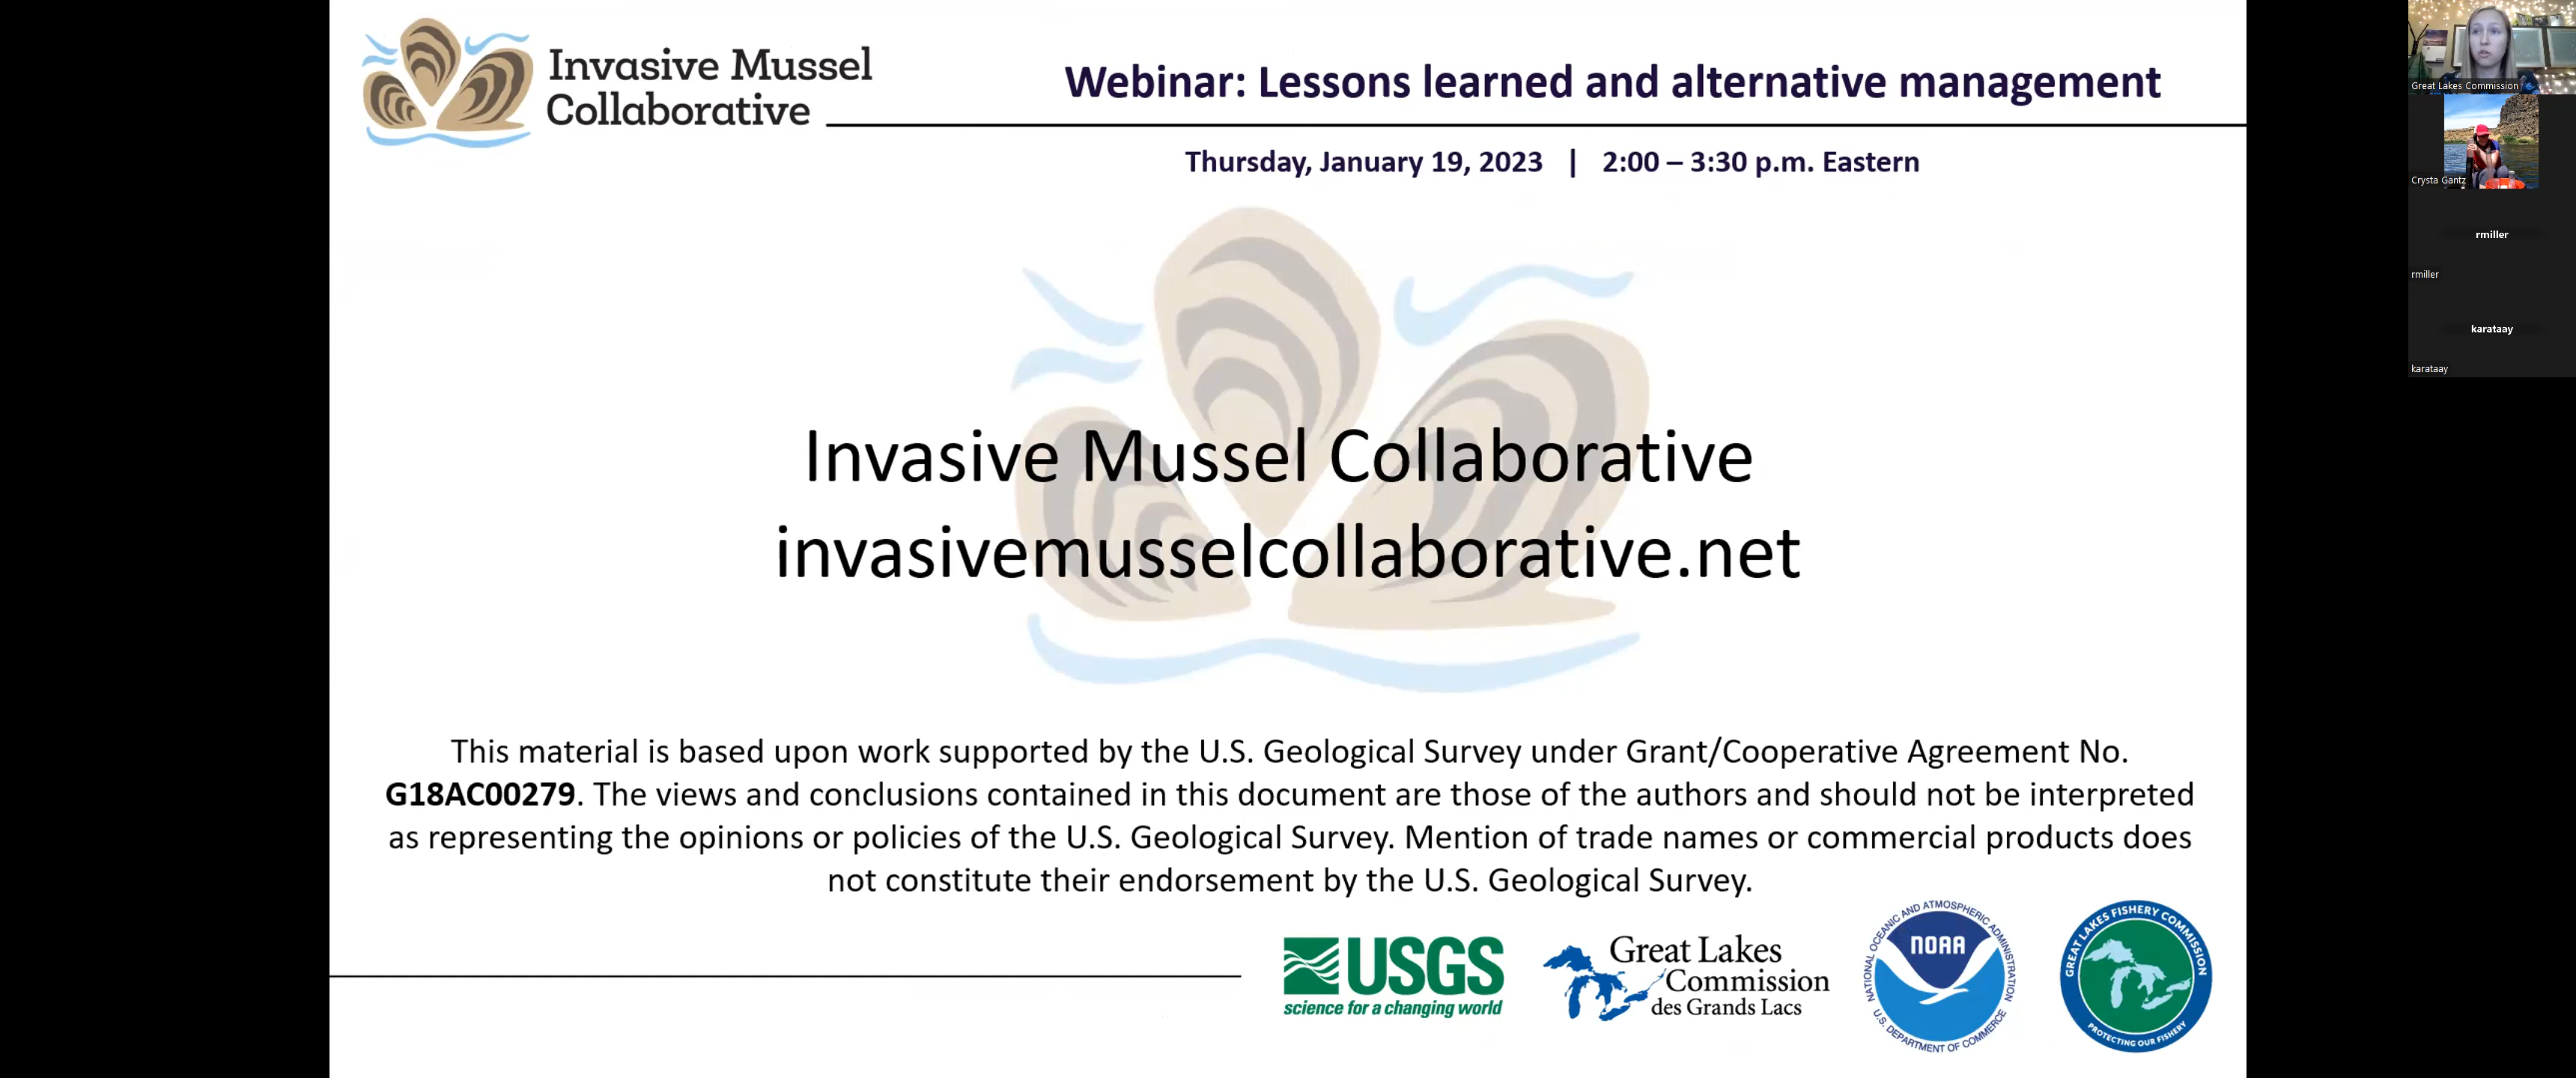 Invasive Mussel
Collaborative
Webinar: Lessons learned and alternative management
Thursday, January 19, 2023 | 2:00 – 3:30 p.m. Eastern
Invasive Mussel Collaborative
invasivemusselcollaborative.net
This material is based upon work supported by the U.S. Geological Survey under Grant/Cooperative Agreement No.
G18AC00279. The views and conclusions contained in this document are those of the authors and should not be interpreted
as representing the opinions or policies of the U.S. Geological Survey. Mention of trade names or commercial products does
not constitute their endorsement by the U.S. Geological Survey.
USGS
science for a changing world
Great Lakes
Commission
des Grands Lacs
NATIONAL OCEANIC AND ATMOSPHERIC ADMINISTRATION
NOAA
U.S. DEPARTMENT OF COMMERCE
GREAT LAKES FISHERY COMMISSION
PROTECTING OUR FISHERY
Great Lakes Commission
Crysta Gantz
rmiller
rmiller
karataay
karataay